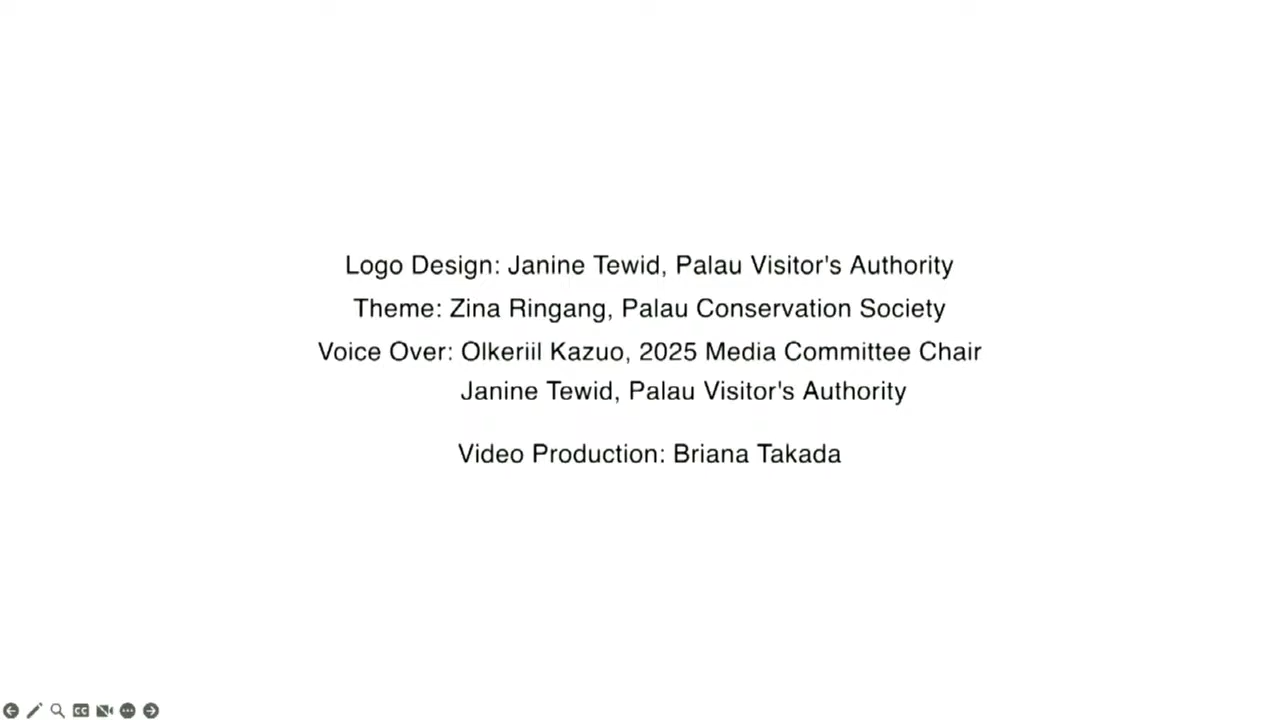 Logo Design: Janine Tewid, Palau Visitor's Authority
Theme: Zina Ringang, Palau Conservation Society
Voice Over: Olkeriil Kazuo, 2025 Media Committee Chair
Janine Tewid, Palau Visitor's Authority
Video Production: Briana Takada
CC